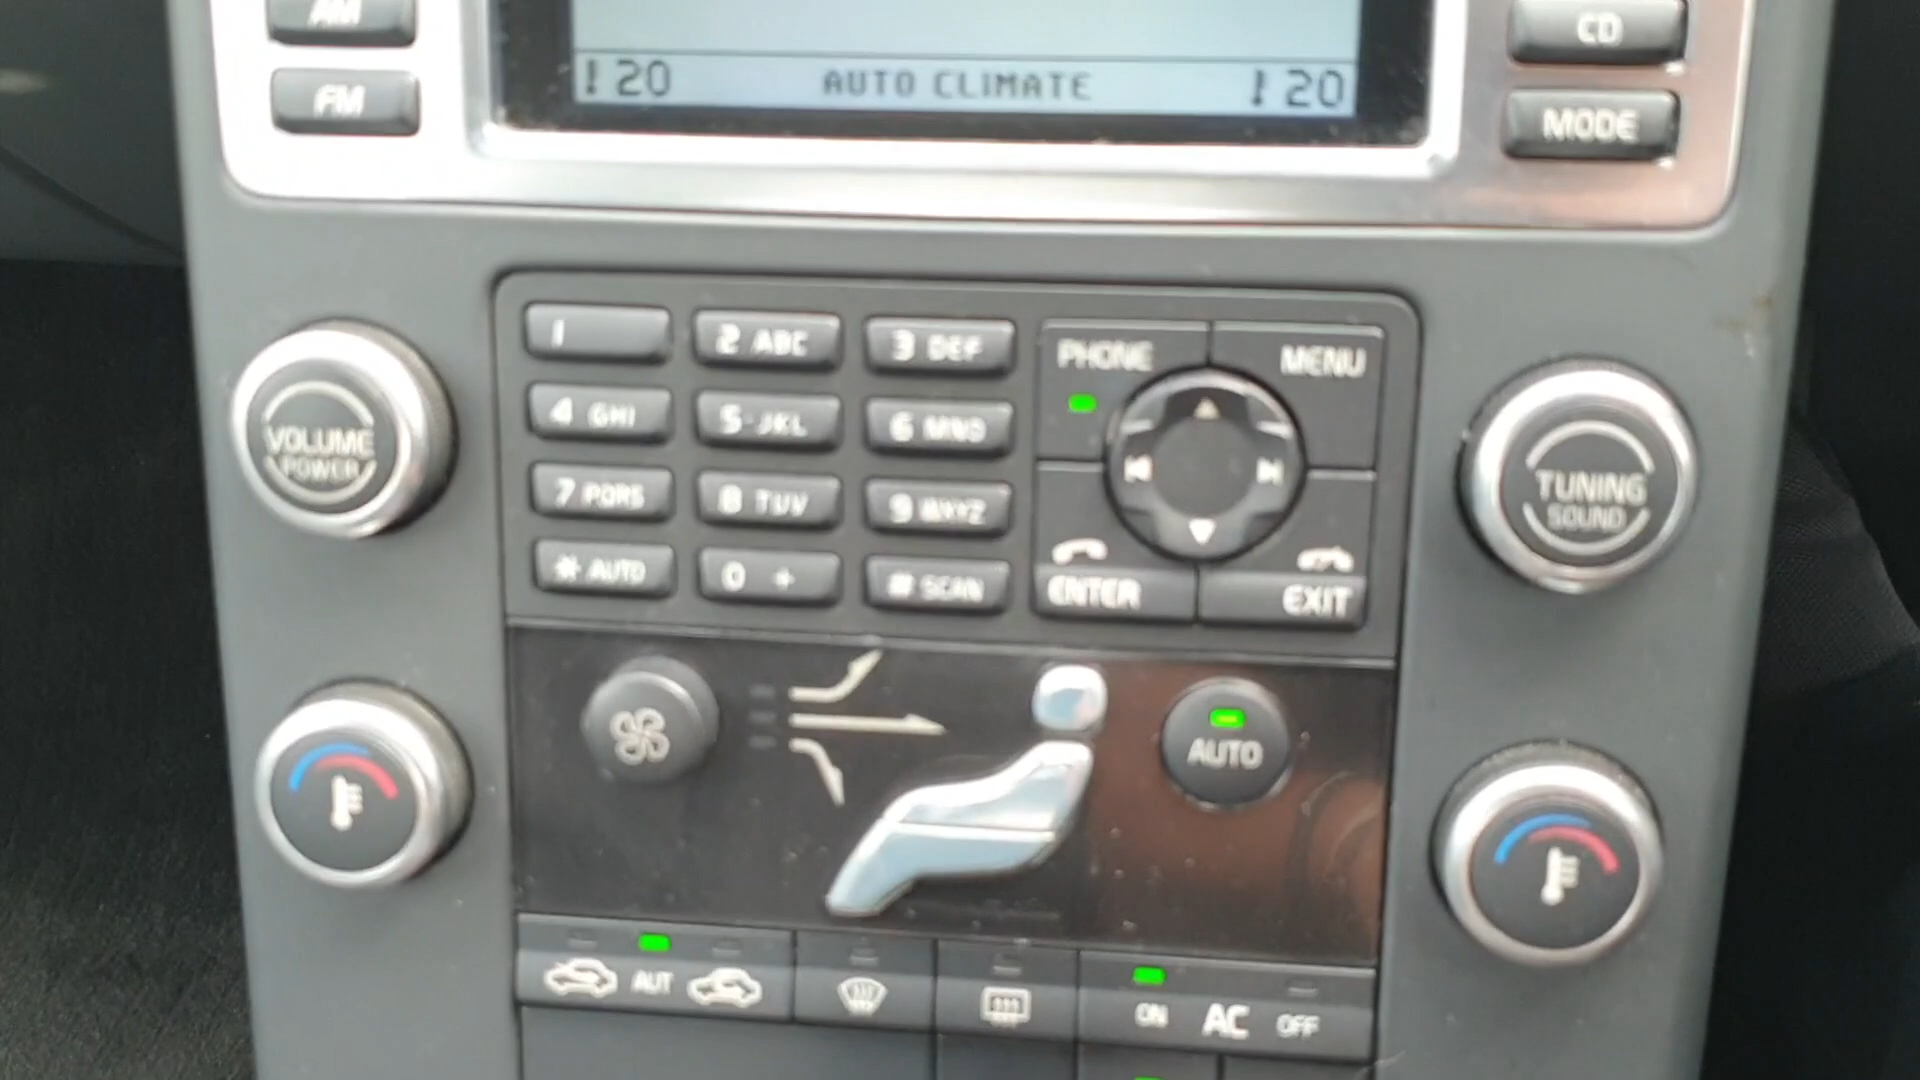 AM
FM
20 AUTO CLIMATE 20
CD
MODE
1
2 ABC
3 DEF
4 GHI
5 JKL
6 MNO
7 PQRS
8 TUV
9 WXYZ
* AUTO
0 +
# SCAN
PHONE
MENU
ENTER
EXIT
VOLUME
POWER
TUNING
SOUND
AUTO
AUT
ON AC OFF